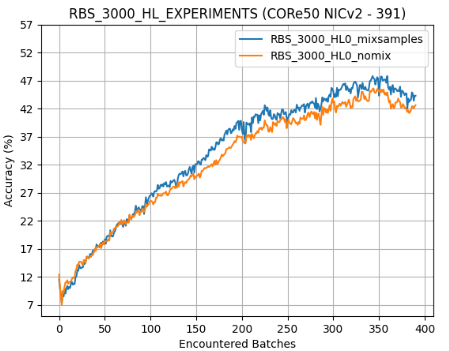 RBS_3000_HL_EXPERIMENTS (CORe50 NICv2 - 391)
RBS_3000_HL0_mixsamples
RBS_3000_HL0_nomix
Accuracy (%)
57
52
47
42
37
32
27
22
17
12
7
0 50 100 150 200 250 300 350 400
Encountered Batches